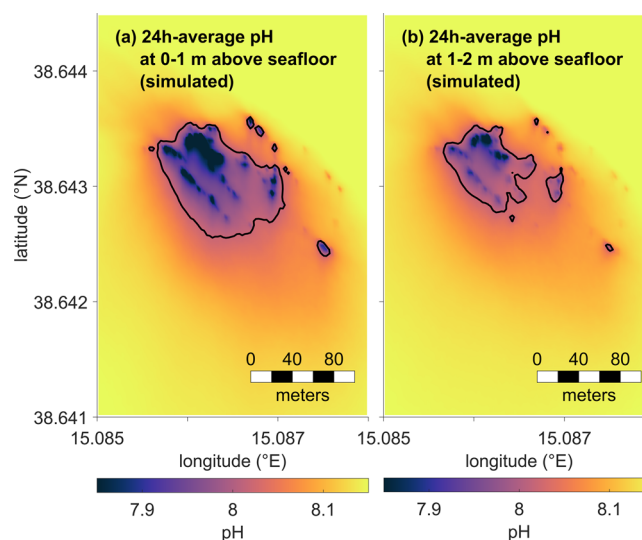 (a) 24h-average pH
at 0-1 m above seafloor
(simulated)
(b) 24h-average pH
at 1-2 m above seafloor
(simulated)
38.644
38.643
38.642
38.641
latitude (°N)
0 40 80
meters
0 40 80
meters
15.085 15.087
15.085 15.087
longitude (°E)
longitude (°E)
7.9 8 8.1
pH
7.9 8 8.1
pH